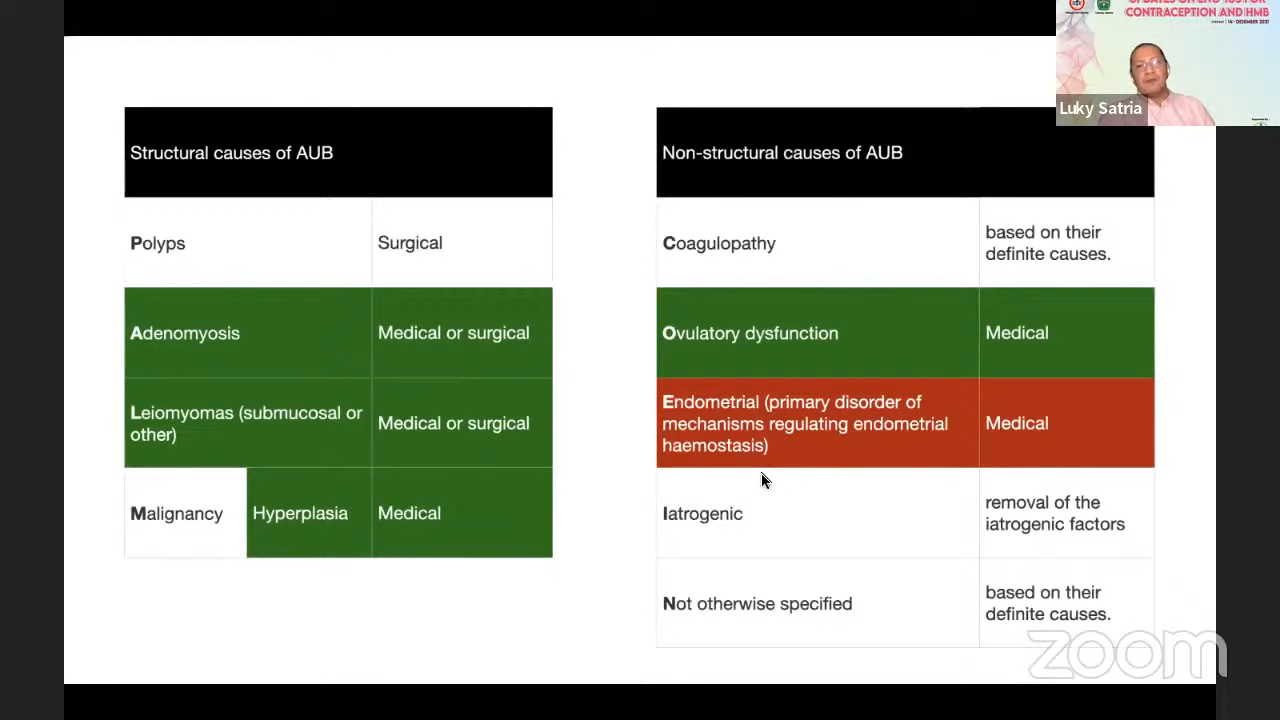 CONTRACEPTION AND HMB
Luky Satria
Structural causes of AUB
Polyps
Surgical
Adenomyosis
Medical or surgical
Leiomyomas (submucosal or
other)
Medical or surgical
Malignancy
Hyperplasia
Medical
Non-structural causes of AUB
Coagulopathy
based on their
definite causes.
Ovulatory dysfunction
Medical
Endometrial (primary disorder of
mechanisms regulating endometrial
haemostasis)
Medical
Iatrogenic
removal of the
iatrogenic factors
Not otherwise specified
based on their
definite causes.
zoom